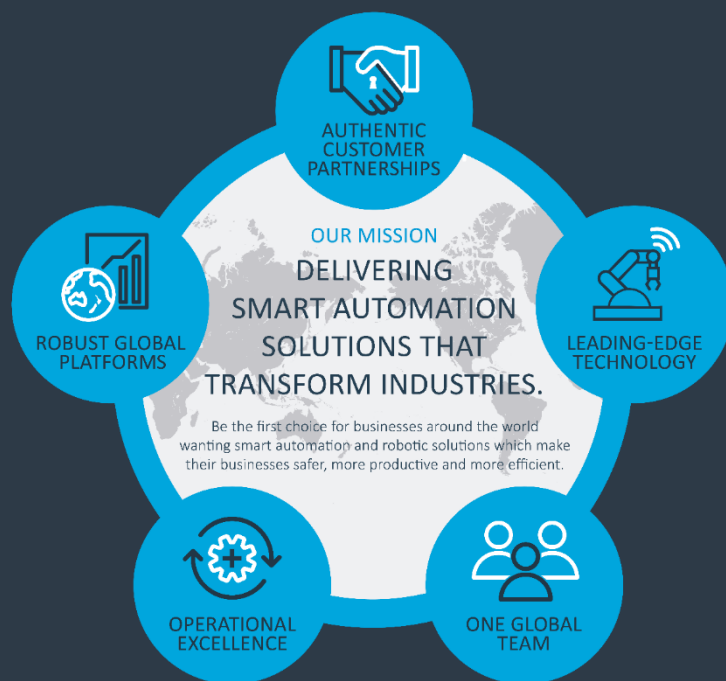 AUTHENTIC
CUSTOMER
PARTNERSHIPS
OUR MISSION
DELIVERING
SMART AUTOMATION
SOLUTIONS THAT
TRANSFORM INDUSTRIES.
Be the first choice for businesses around the world
wanting smart automation and robotic solutions which make
their businesses safer, more productive and more efficient.
ROBUST GLOBAL
PLATFORMS
LEADING-EDGE
TECHNOLOGY
OPERATIONAL
EXCELLENCE
ONE GLOBAL
TEAM